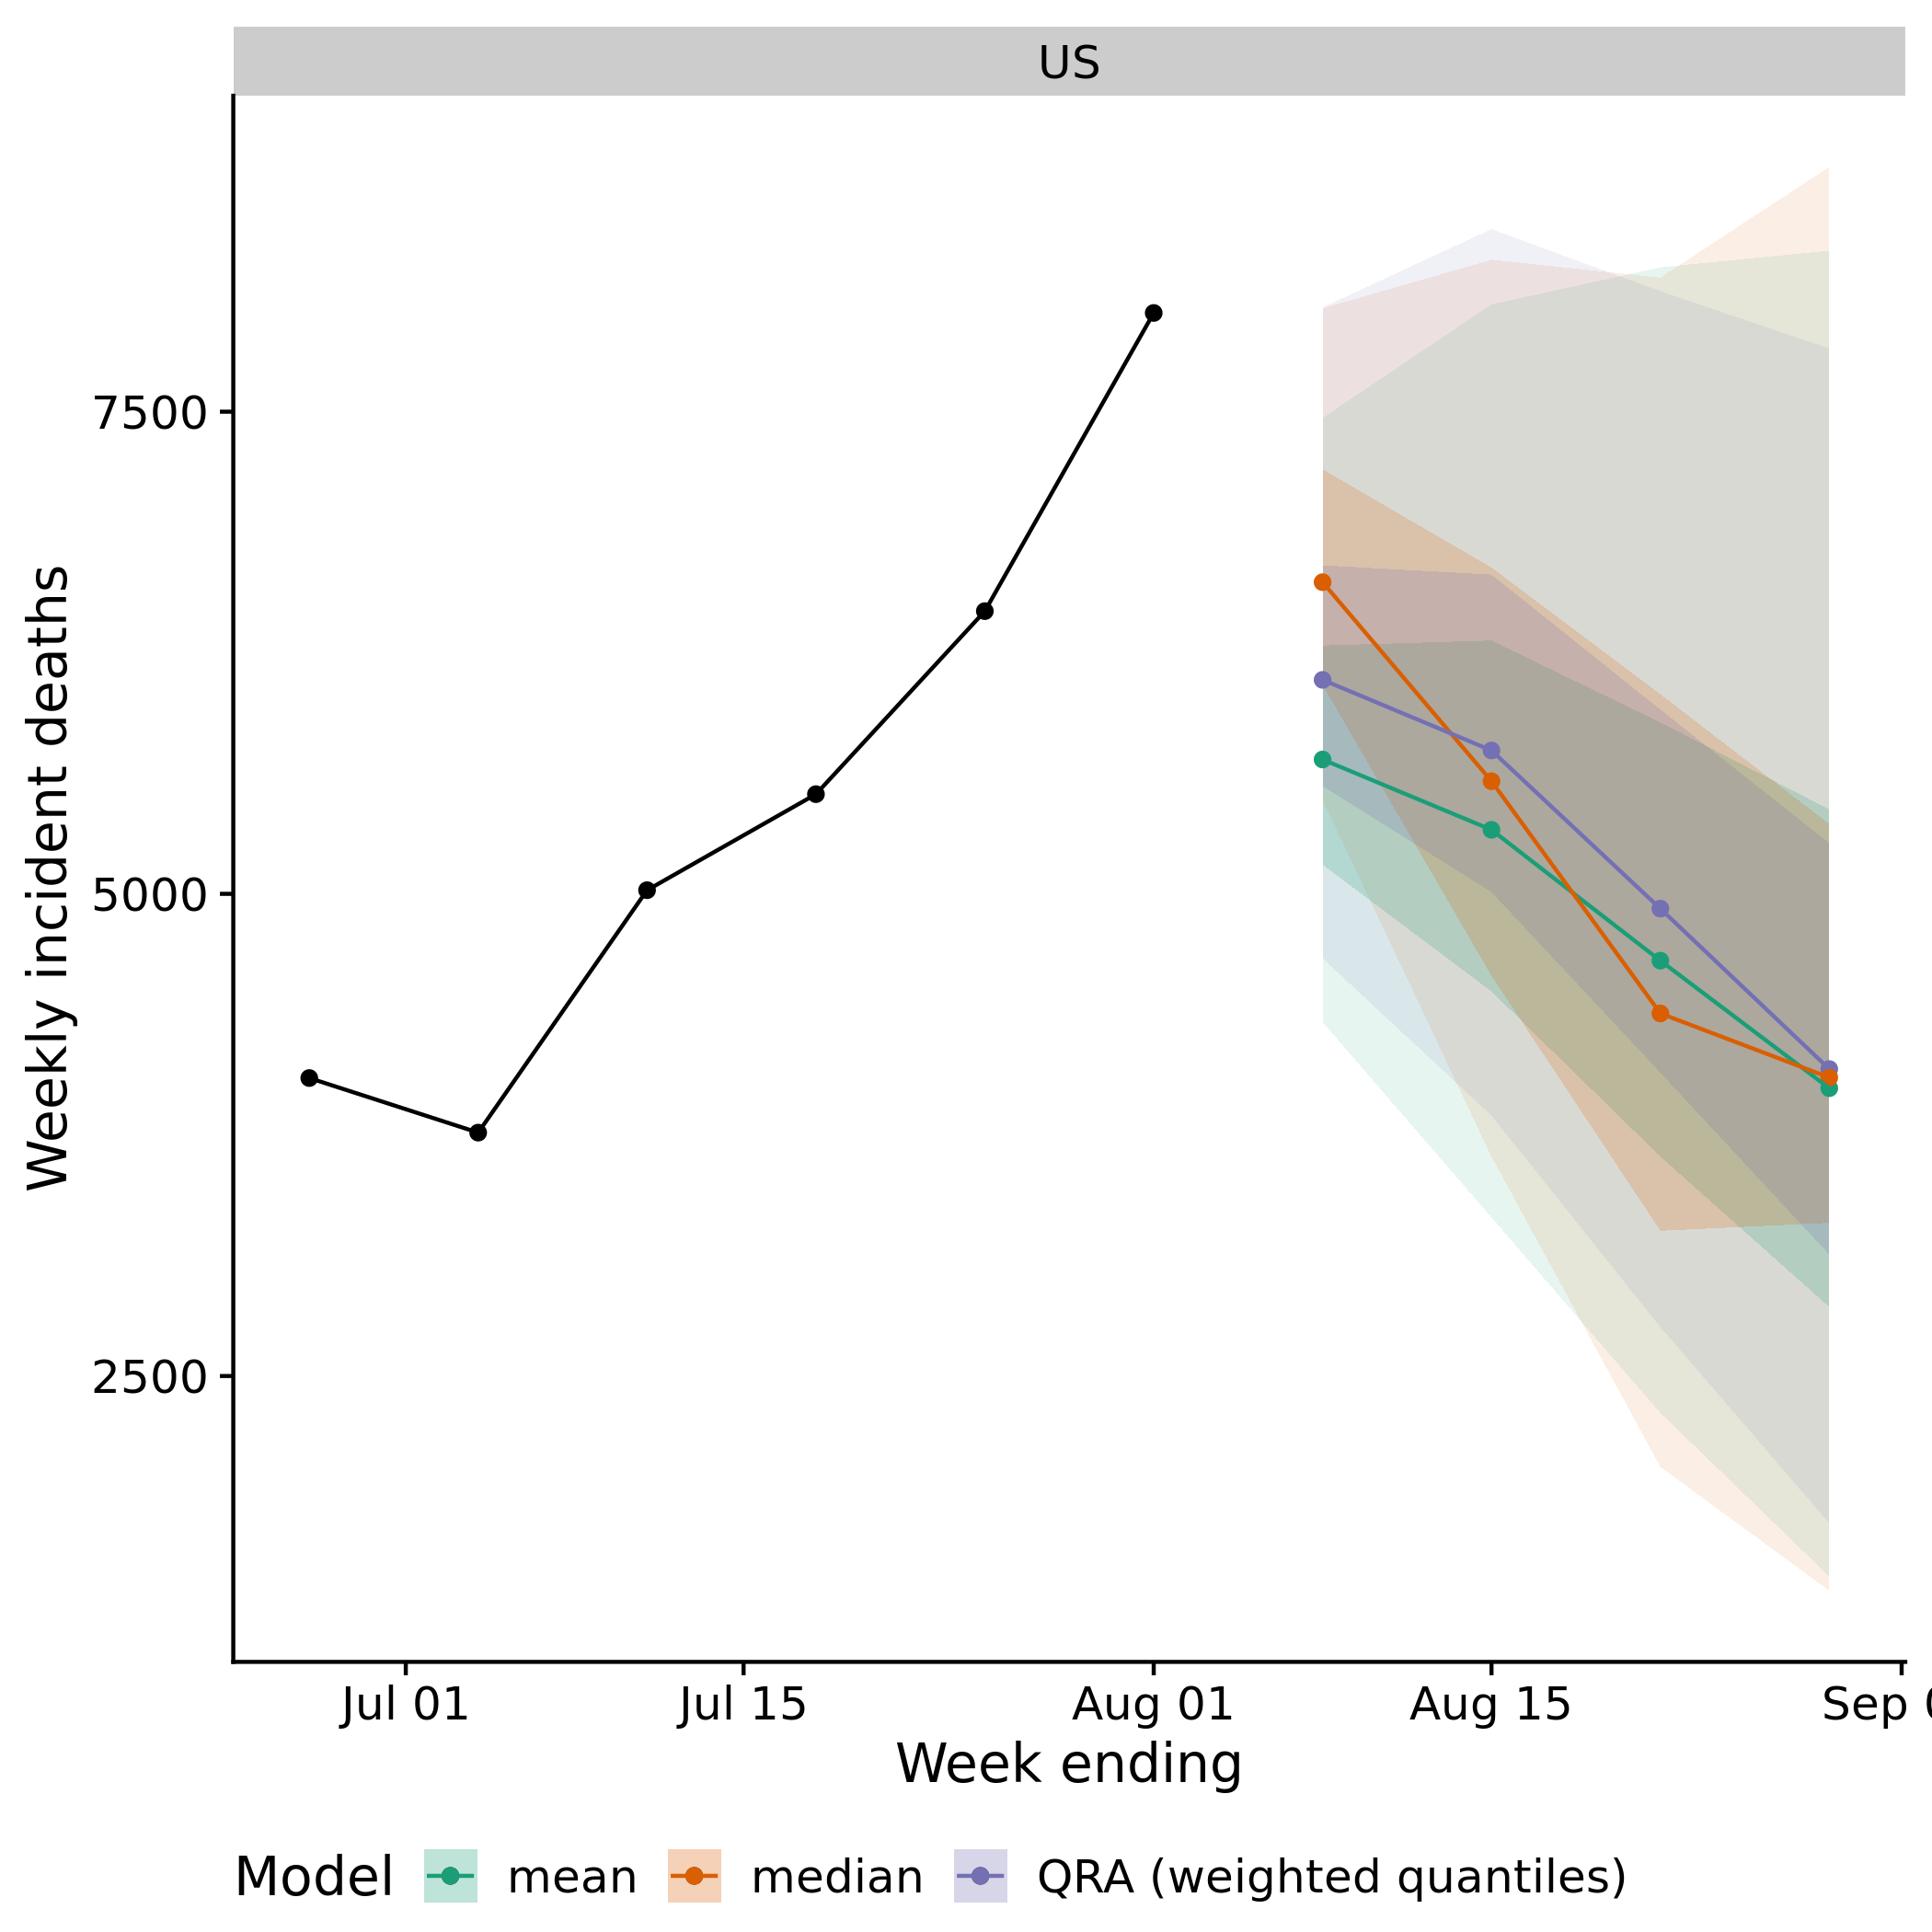 US
Weekly incident deaths
7500
5000
2500
Jul 01 Jul 15 Aug 01 Aug 15 Sep
Week ending
Model mean median QRA (weighted quantiles)